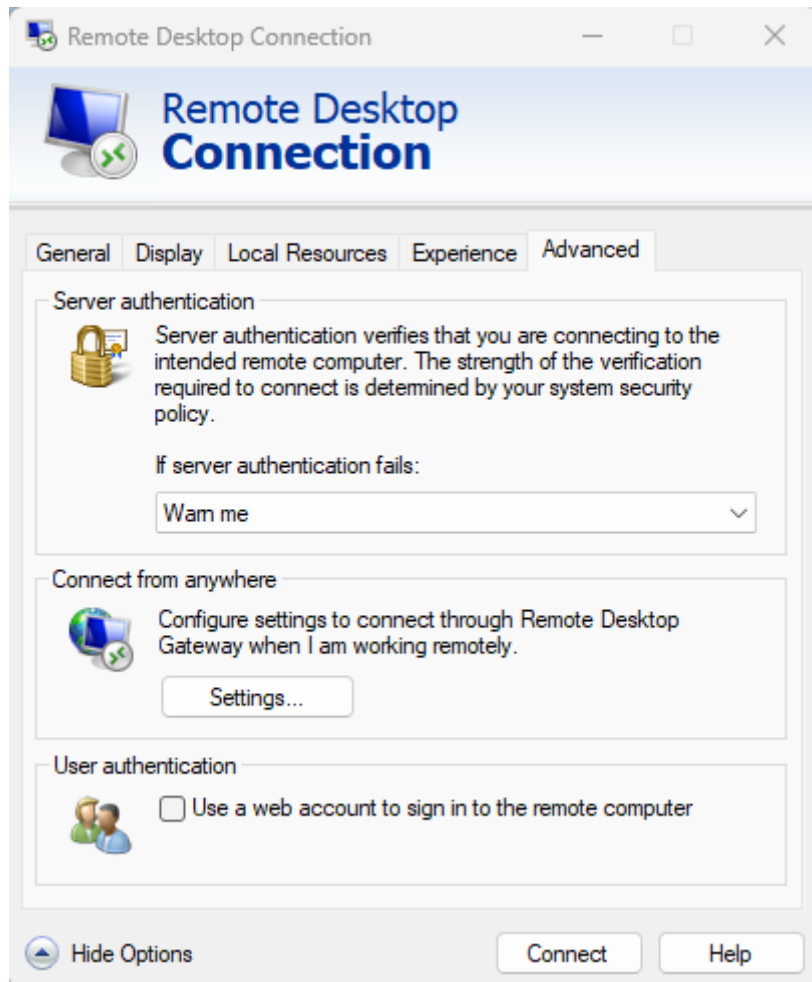 Remote Desktop Connection
Remote Desktop
Connection
General Display Local Resources Experience Advanced
Server authentication
Server authentication verifies that you are connecting to the
intended remote computer. The strength of the verification
required to connect is determined by your system security
policy.
If server authentication fails:
Warn me
Connect from anywhere
Configure settings to connect through Remote Desktop
Gateway when I am working remotely.
Settings...
User authentication
Use a web account to sign in to the remote computer
Hide Options Connect Help